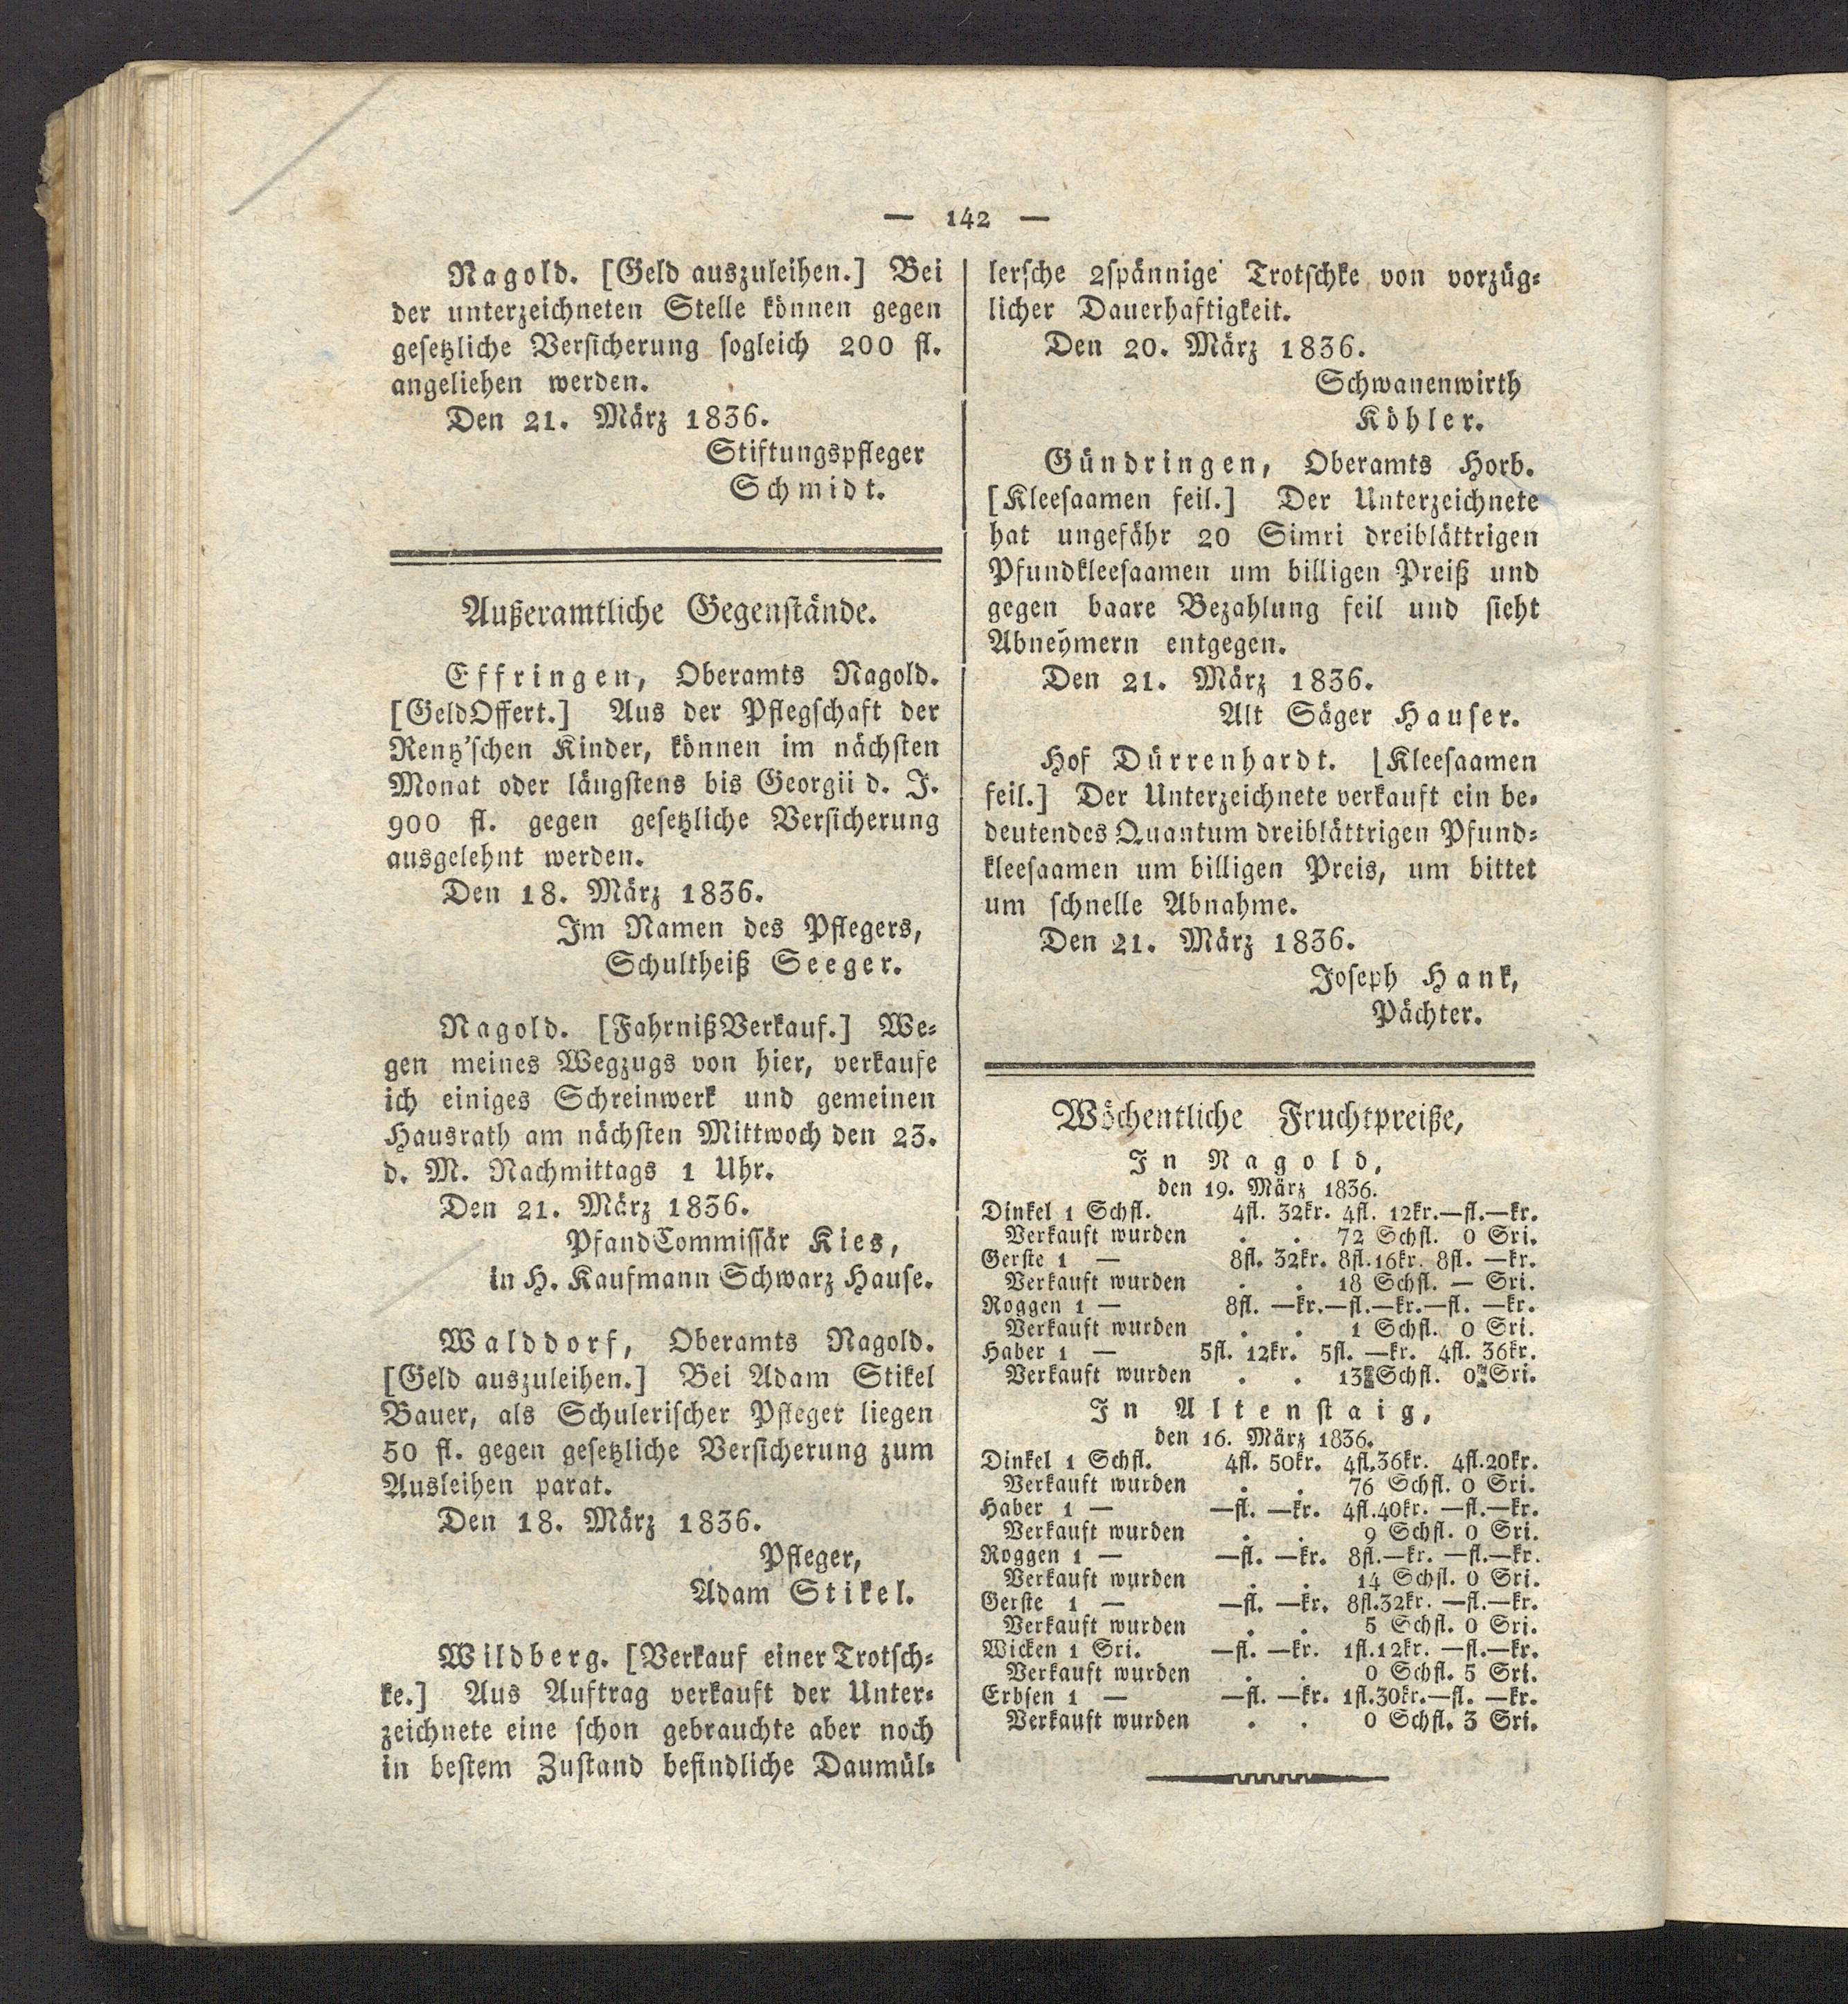 — 142 —
Nagold. [Geld auszuleihen.] Bei
der unterzeichneten Stelle können gegen
gesetzliche Versicherung sogleich 200 fl.
angeliehen werden.
Den 21. März 1836.
Stiftungspfleger
Schmidt.
Außeramtliche Gegenstände.
Effringen, Oberamts Nagold.
[GeldOffert.] Aus der Pflegschaft der
Rentz'schen Kinder, können im nächsten
Monat oder längstens bis Georgii d. J.
900 fl. gegen gesetzliche Versicherung
ausgelehnt werden.
Den 18. März 1836.
Im Namen des Pflegers,
Schultheiß Seeger.
Nagold. [FahrnißVerkauf.] We-
gen meines Wegzugs von hier, verkaufe
ich einiges Schreinwerk und gemeinen
Hausrath am nächsten Mittwoch den 23.
d. M. Nachmittags 1 Uhr.
Den 21. März 1836.
PfandCommissär Kies,
in H. Kaufmann Schwarz Hause.
Walddorf, Oberamts Nagold.
[Geld auszuleihen.] Bei Adam Stikel
Bauer, als Schulerischer Pfleger liegen
50 fl. gegen gesetzliche Versicherung zum
Ausleihen parat.
Den 18. März 1836.
Pfleger,
Adam Stikel.
Wildberg. [Verkauf einer Trotsch-
ke.] Aus Auftrag verkauft der Unter-
zeichnete eine schon gebrauchte aber noch
in bestem Zustand befindliche Daumül-
lersche 2spännige Trotschke von vorzüg-
licher Dauerhaftigkeit.
Den 20. März 1836.
Schwanenwirth
Köhler.
Gündringen, Oberamts Horb.
[Kleesaamen feil.] Der Unterzeichnete
hat ungefähr 20 Simri dreiblättrigen
Pfundkleesaamen um billigen Preiß und
gegen baare Bezahlung feil und sieht
Abnehmern entgegen.
Den 21. März 1836.
Alt Säger Hauser.
Hof Dürrenhardt. [Kleesaamen
feil.] Der Unterzeichnete verkauft ein be-
deutendes Quantum dreiblättrigen Pfund-
kleesaamen um billigen Preis, um bittet
um schnelle Abnahme.
Den 21. März 1836.
Joseph Hank,
Pächter.
Wöchentliche Fruchtpreiße,
In Nagold,
den 19. März 1836.
Dinkel 1 Schfl. 4fl. 32kr. 4fl. 12kr.—fl.—kr.
Verkauft wurden . . 72 Schfl. 0 Sri.
Gerste 1 — 8fl. 32kr. 8fl.16kr. 8fl. —kr.
Verkauft wurden . . 18 Schfl. — Sri.
Roggen 1 — 8fl. —kr.—fl.—kr.—fl. —kr.
Verkauft wurden . . 1 Schfl. 0 Sri.
Haber 1 — 5fl. 12kr. 5fl. —kr. 4fl. 36kr.
Verkauft wurden . . 13 Schfl. 0 Sri.
In Altenstaig,
den 16. März 1836.
Dinkel 1 Schfl. 4fl. 50kr. 4fl.36kr. 4fl.20kr.
Verkauft wurden . . 76 Schfl. 0 Sri.
Haber 1 — —fl. —kr. 4fl.40kr. —fl.—kr.
Verkauft wurden . . 9 Schfl. 0 Sri.
Roggen 1 — —fl. —kr. 8fl.—kr. —fl.—kr.
Verkauft wurden . . 14 Schfl. 0 Sri.
Gerste 1 — —fl. —kr. 8fl.32kr. —fl.—kr.
Verkauft wurden . . 5 Schfl. 0 Sri.
Wicken 1 Sri. —fl. —kr. 1fl.12kr. —fl.—kr.
Verkauft wurden . . 0 Schfl. 5 Sri.
Erbsen 1 — —fl. —kr. 1fl.30kr.—fl. —kr.
Verkauft wurden . . 0 Schfl. 3 Sri.